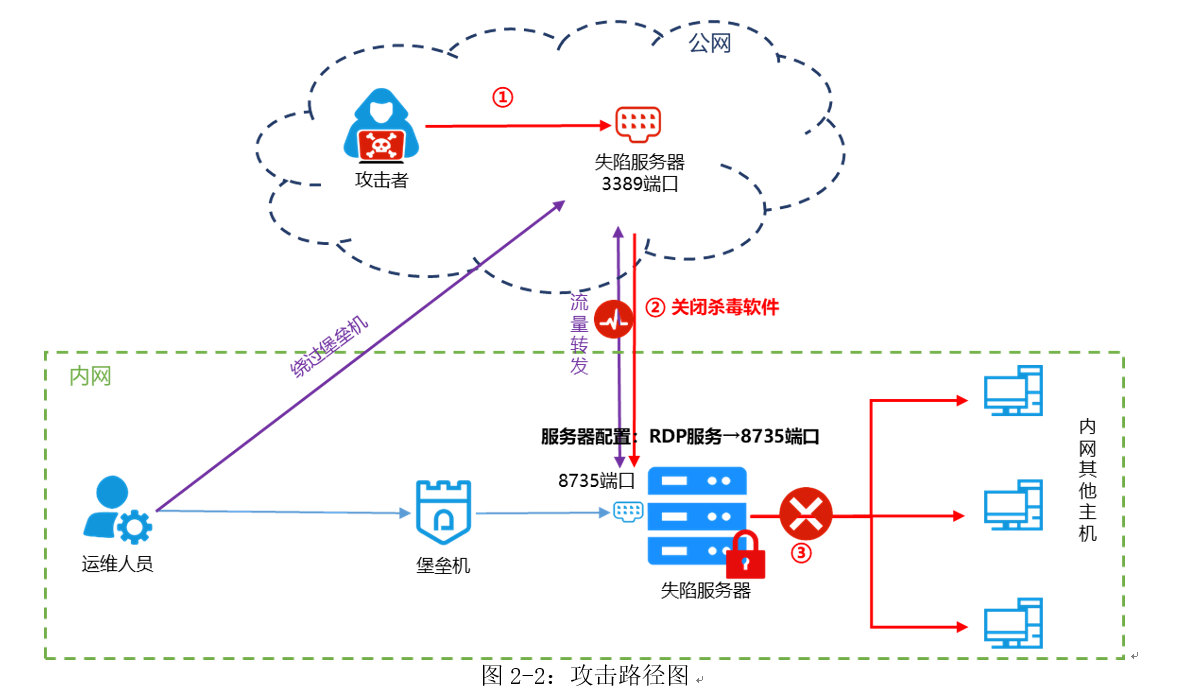 公网
①
攻击者
失陷服务器
3389端口
流量转发
② 关闭杀毒软件
绕过堡垒机
内网
服务器配置：RDP服务→8735端口
8735端口
内网其他主机
运维人员
堡垒机
失陷服务器
③
图 2-2：攻击路径图